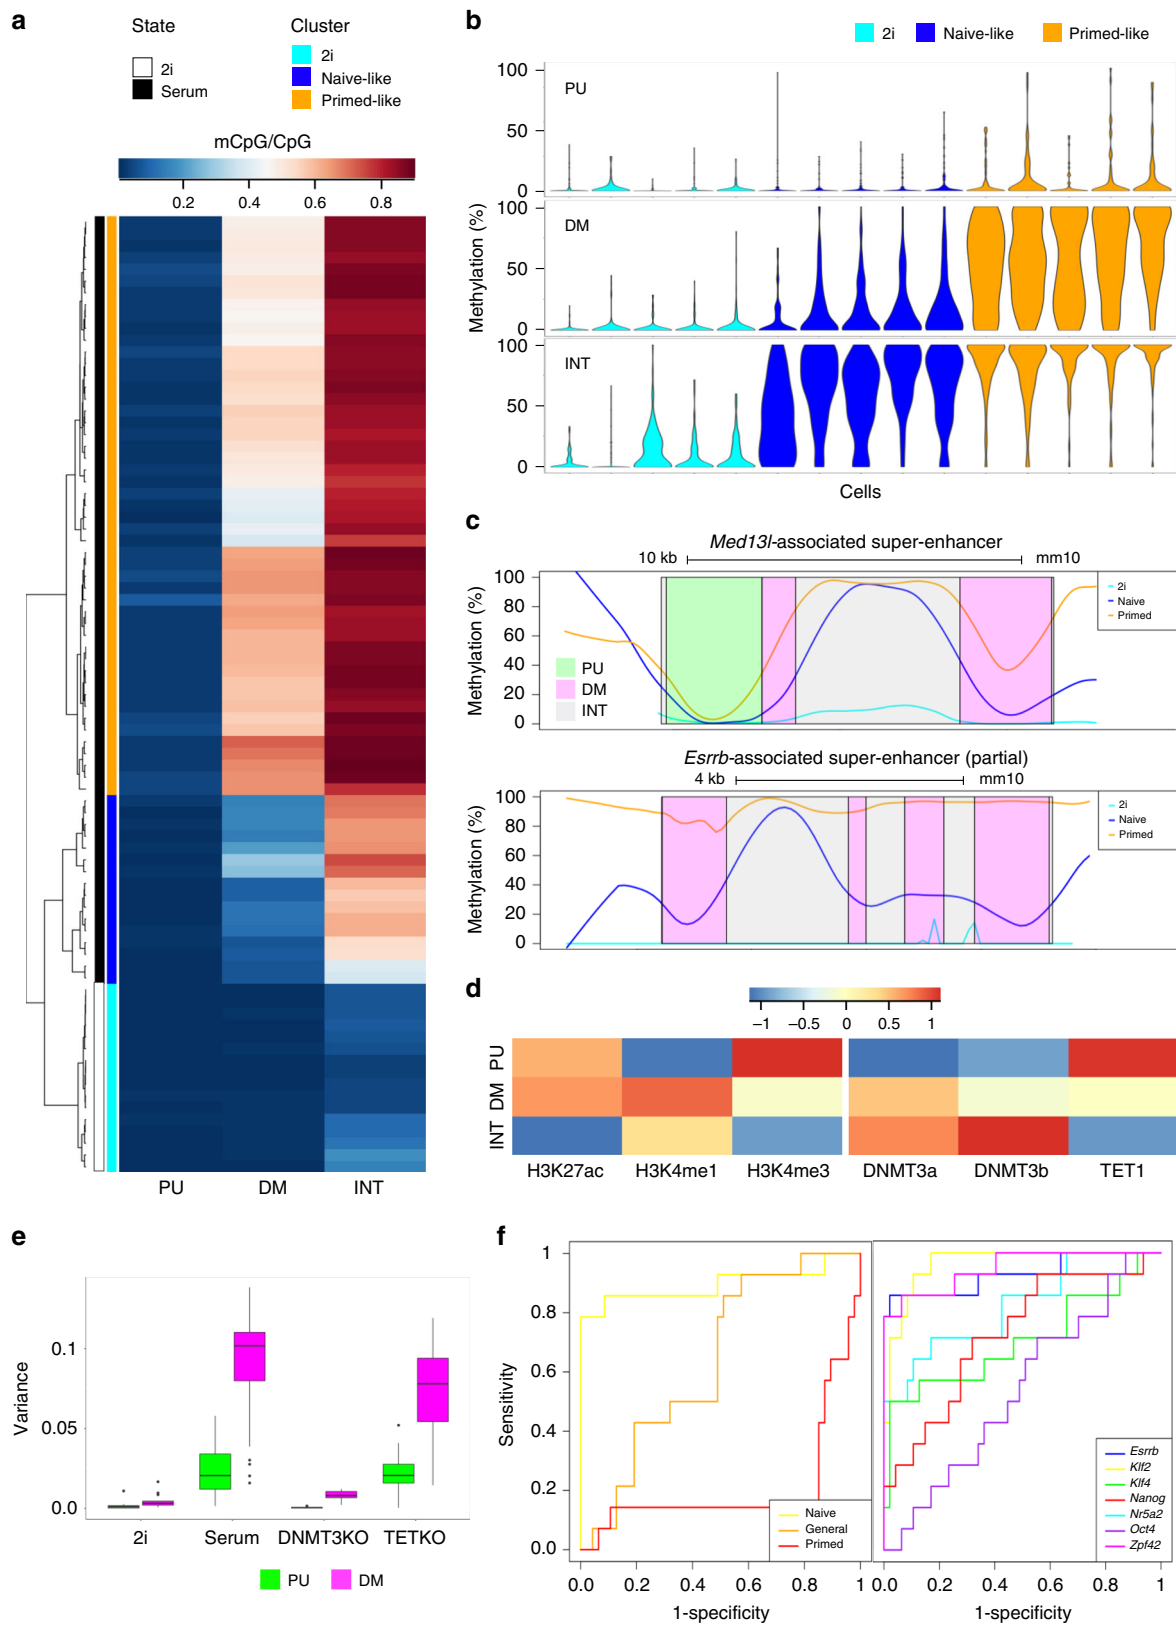 a
State
2i
Serum
Cluster
2i
Naive-like
Primed-like
mCpG/CpG
0.2 0.4 0.6 0.8
PU DM INT
b
2i Naive-like Primed-like
Methylation (%)
PU
100
50
0
DM
100
50
0
INT
100
50
0
Cells
c
Med13l-associated super-enhancer
10 kb mm10
Methylation (%)
100
80
60
40
20
0
PU
DM
INT
2i
Naive
Primed
Esrrb-associated super-enhancer (partial)
4 kb mm10
Methylation (%)
100
80
60
40
20
0
2i
Naive
Primed
d
−1 −0.5 0 0.5 1
PU
DM
INT
H3K27ac H3K4me1 H3K4me3 DNMT3a DNMT3b TET1
e
Variance
0.1
0.05
0.0
2i Serum DNMT3KO TETKO
PU DM
f
Sensitivity
1
0.8
0.6
0.4
0.2
0.0
Naive
General
Primed
0.0 0.2 0.4 0.6 0.8 1
1-specificity
Esrrb
Klf2
Klf4
Nanog
Nr5a2
Oct4
Zpf42
0.0 0.2 0.4 0.6 0.8 1
1-specificity